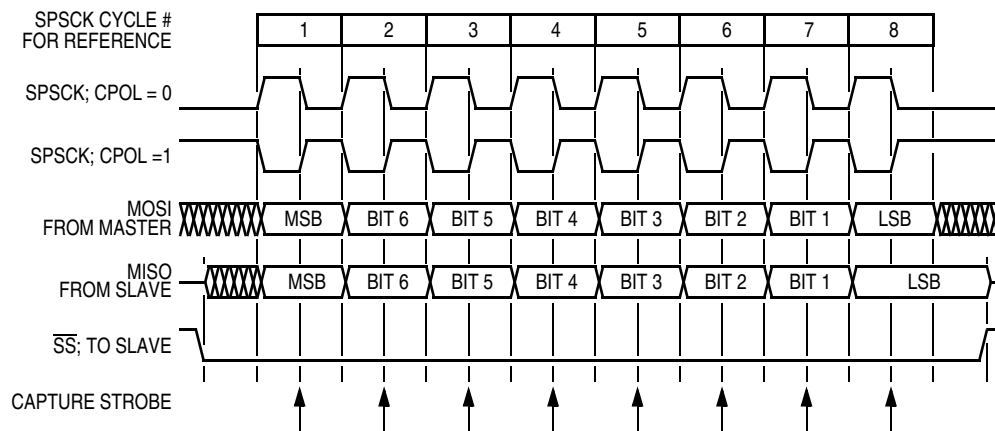 SPSCK CYCLE #
FOR REFERENCE
1 2 3 4 5 6 7 8
SPSCK; CPOL = 0
SPSCK; CPOL =1
MOSI
FROM MASTER
MSB BIT 6 BIT 5 BIT 4 BIT 3 BIT 2 BIT 1 LSB
MISO
FROM SLAVE
MSB BIT 6 BIT 5 BIT 4 BIT 3 BIT 2 BIT 1 LSB
S̅S̅; TO SLAVE
CAPTURE STROBE